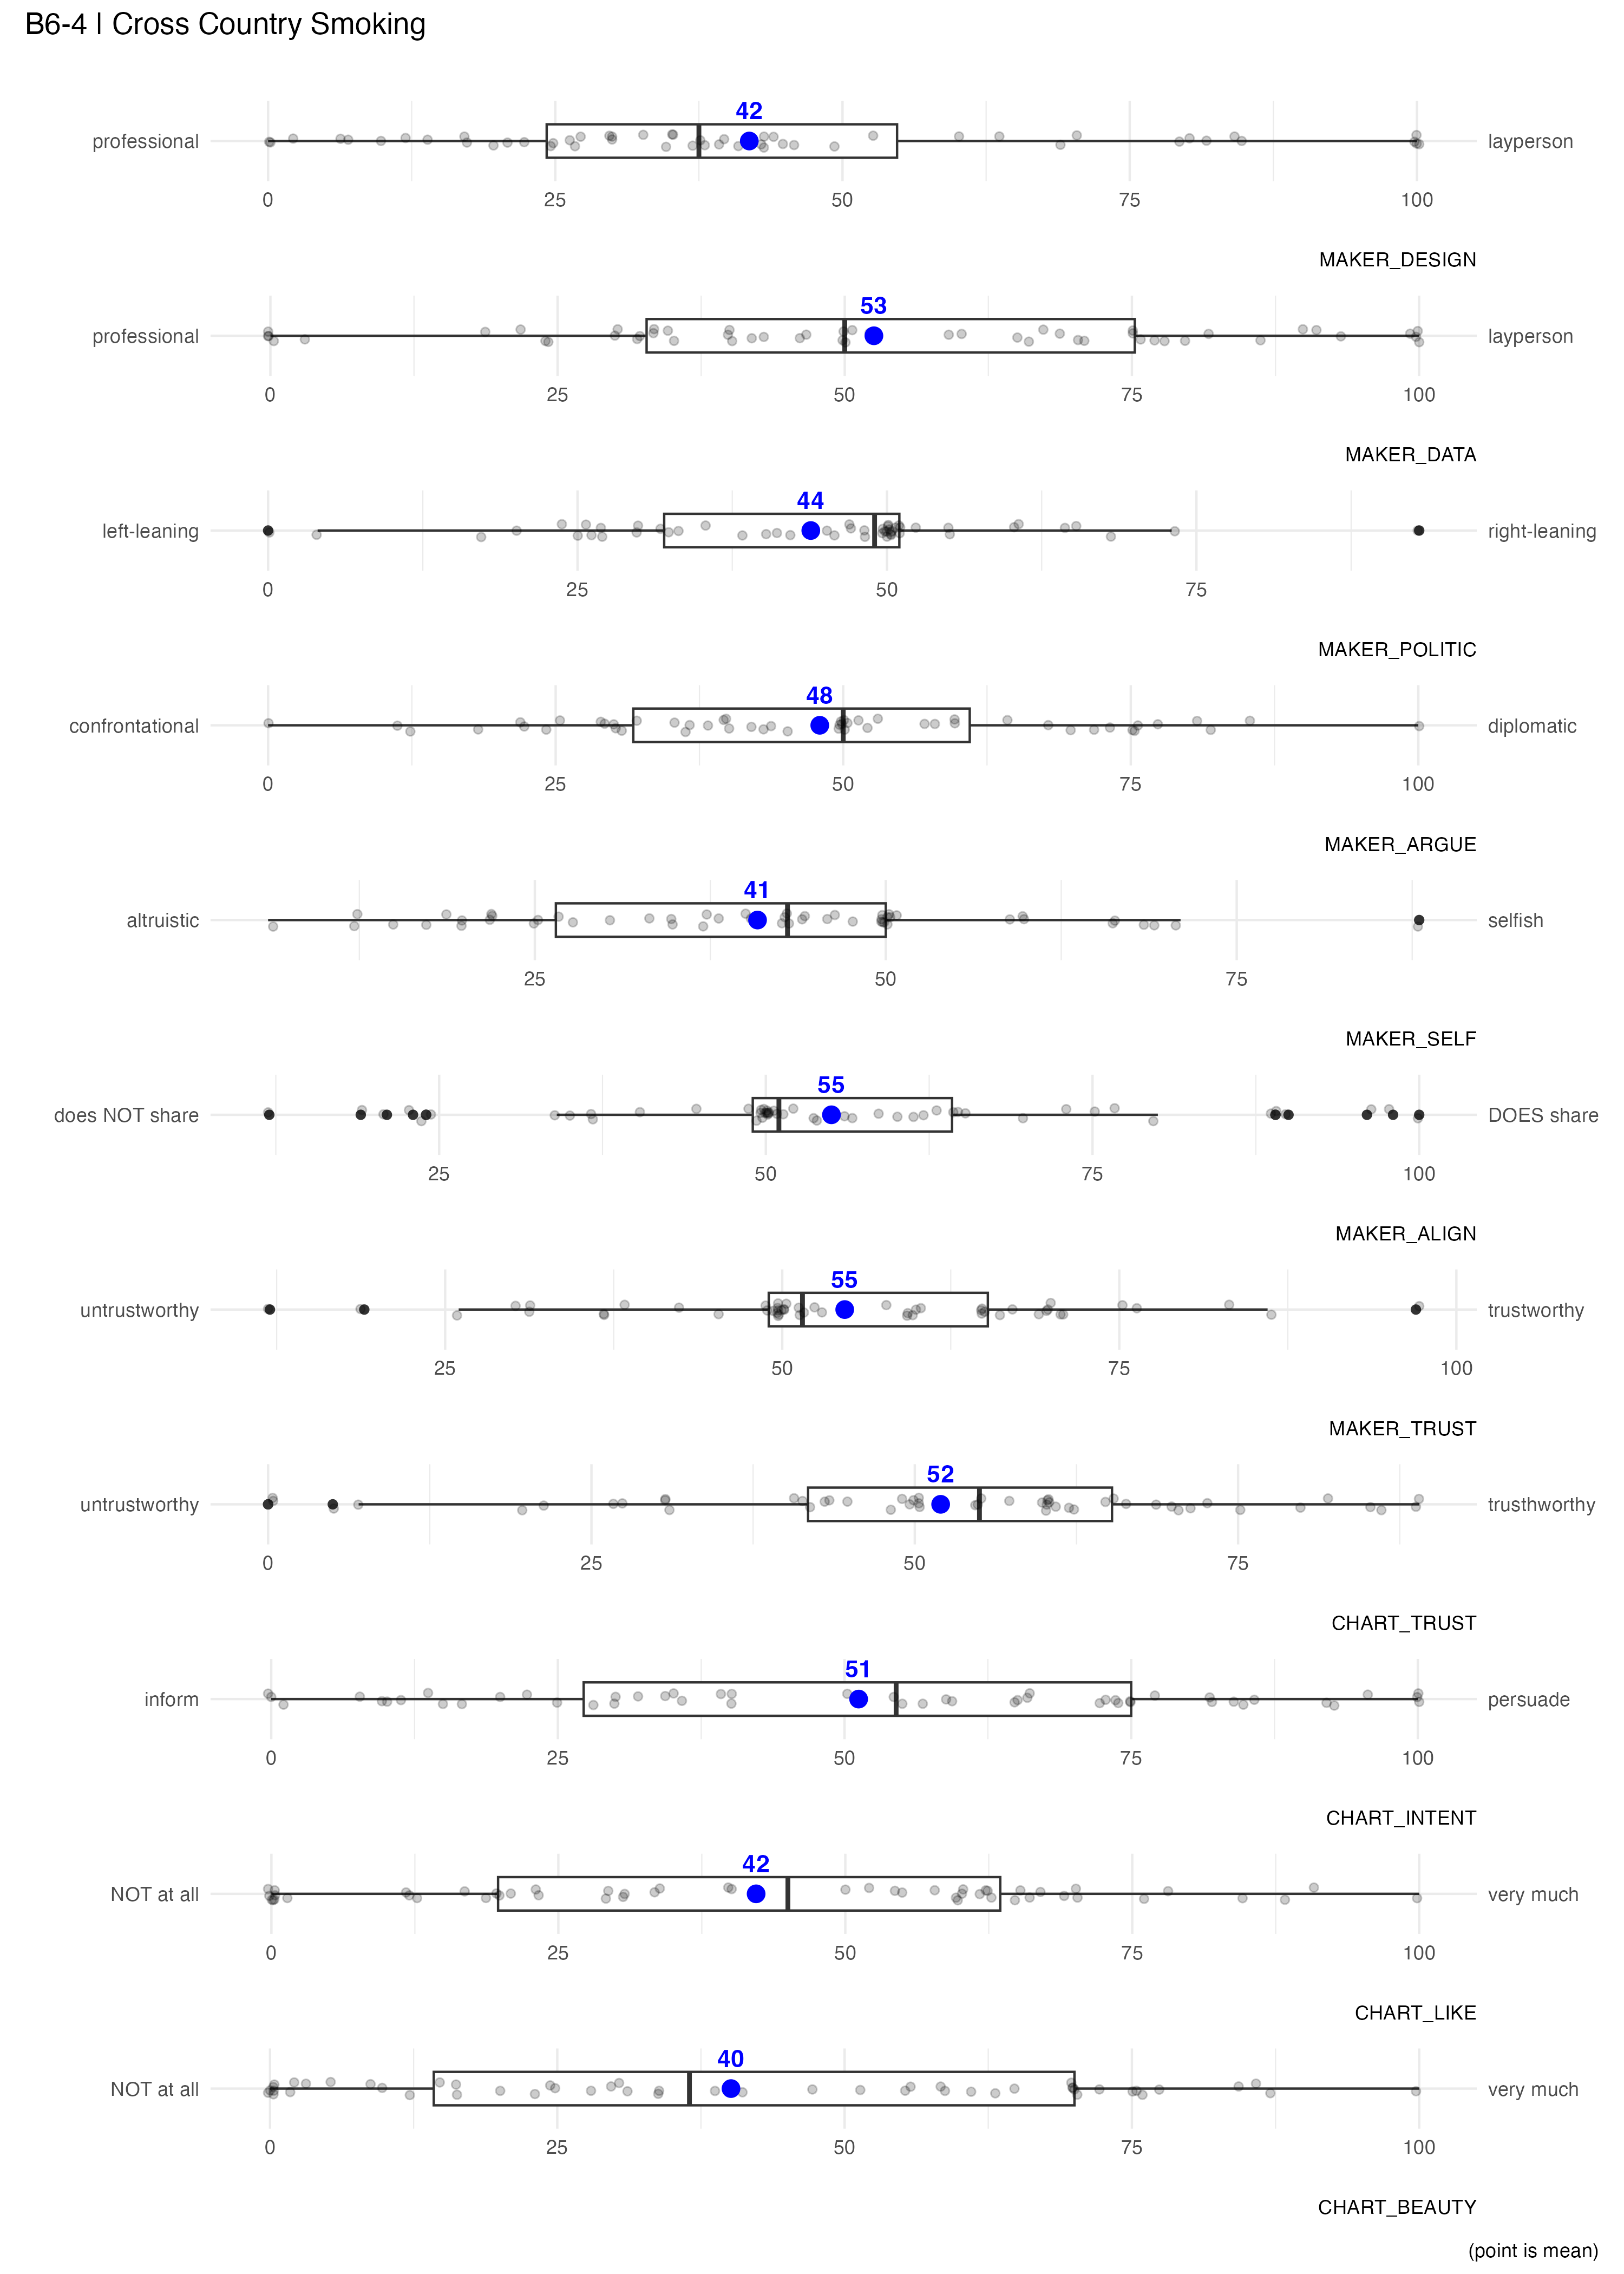 B6-4 | Cross Country Smoking
42
professional
layperson
0 25 50 75 100
MAKER_DESIGN
53
professional
layperson
0 25 50 75 100
MAKER_DATA
44
left-leaning
right-leaning
0 25 50 75
MAKER_POLITIC
48
confrontational
diplomatic
0 25 50 75 100
MAKER_ARGUE
41
altruistic
selfish
25 50 75
MAKER_SELF
55
does NOT share
DOES share
25 50 75 100
MAKER_ALIGN
55
untrustworthy
trustworthy
25 50 75 100
MAKER_TRUST
52
untrustworthy
trusthworthy
0 25 50 75
CHART_TRUST
51
inform
persuade
0 25 50 75 100
CHART_INTENT
42
NOT at all
very much
0 25 50 75 100
CHART_LIKE
40
NOT at all
very much
0 25 50 75 100
CHART_BEAUTY
(point is mean)